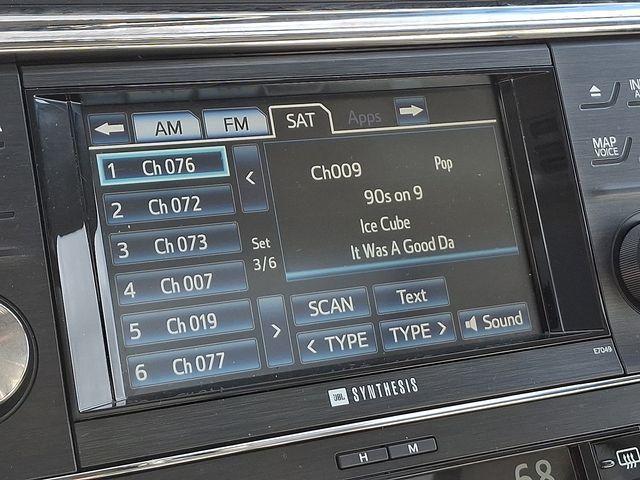 AM FM SAT Apps
1 Ch 076
2 Ch 072
3 Ch 073
4 Ch 007
5 Ch 019
6 Ch 077
<
Set
3/6
>
Ch009 Pop
90s on 9
Ice Cube
It Was A Good Da
SCAN Text
< TYPE TYPE > Sound
E7049
JBL SYNTHESIS
H M
68
MAP
VOICE